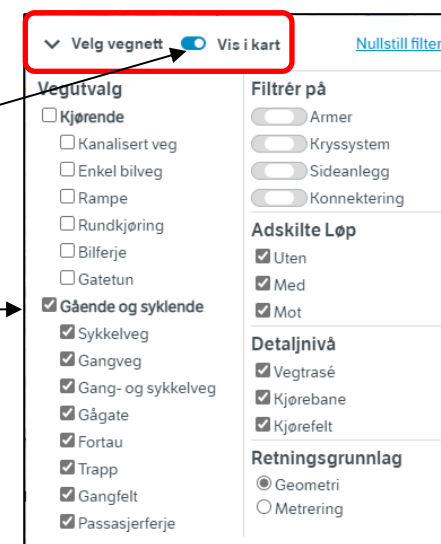 Velg vegnett Vis i kart Nullstill filter
Vegutvalg
Kjørende
Kanalisert veg
Enkel bilveg
Rampe
Rundkjøring
Bilferje
Gatetun
Gående og syklende
Sykkelveg
Gangveg
Gang- og sykkelveg
Gågate
Fortau
Trapp
Gangfelt
Passasjerferje
Filtrér på
Armer
Kryssystem
Sideanlegg
Konnektering
Adskilte Løp
Uten
Med
Mot
Detaljnivå
Vegtrasé
Kjørebane
Kjørefelt
Retningsgrunnlag
Geometri
Metrering